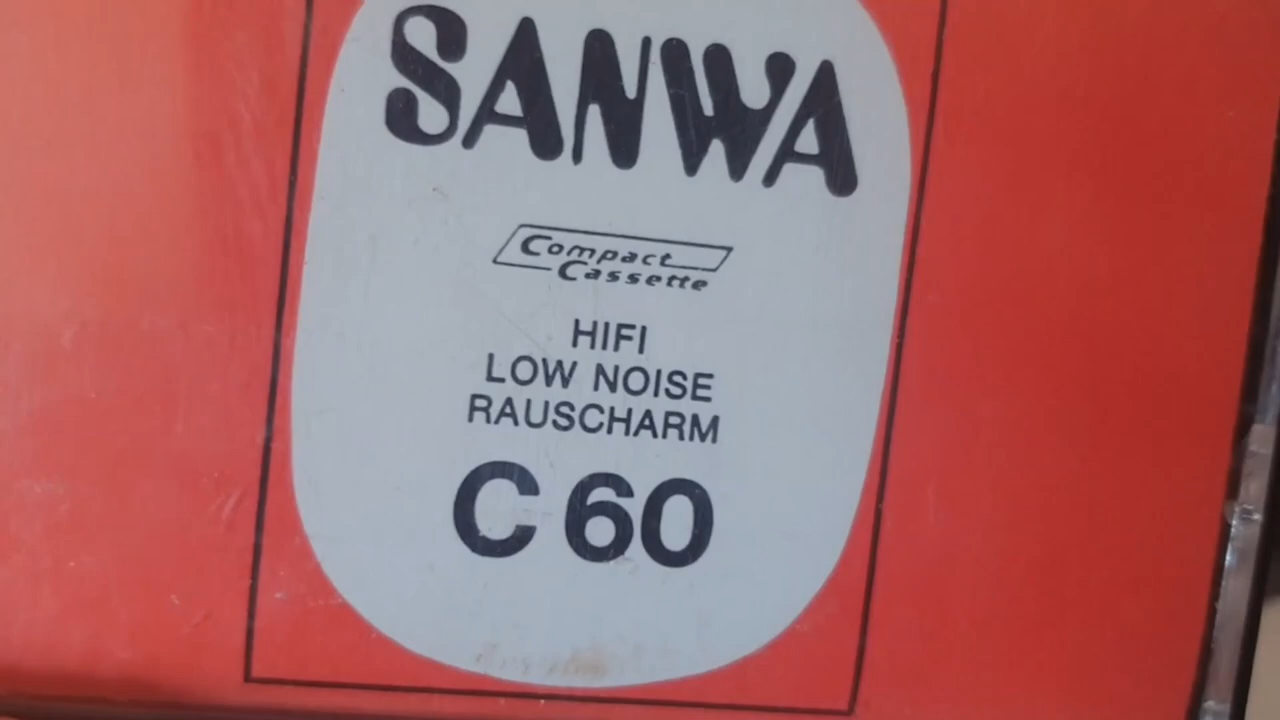 SANWA
Compact
Cassette
HIFI
LOW NOISE
RAUSCHARM
C 60